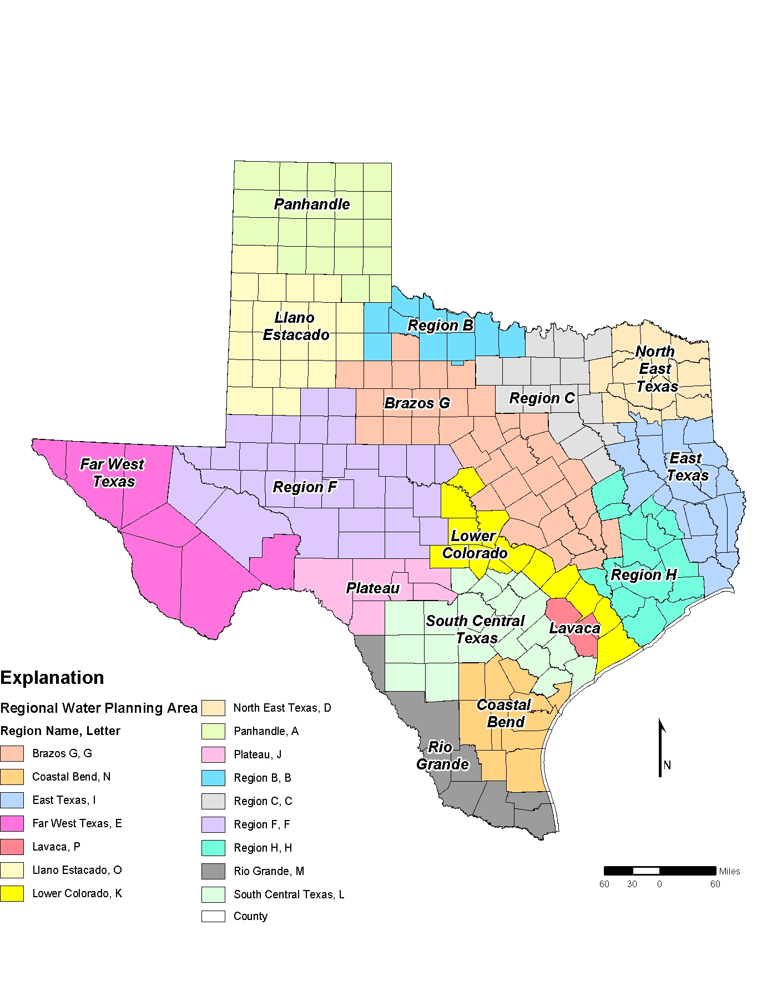 Panhandle
Llano
Estacado
Region B
North
East
Texas
Brazos G
Region C
Far West
Texas
Region F
East
Texas
Lower
Colorado
Region H
Plateau
South Central
Texas
Lavaca
Coastal
Bend
Rio
Grande
Explanation
Regional Water Planning Area
Region Name, Letter
Brazos G, G
Coastal Bend, N
East Texas, I
Far West Texas, E
Lavaca, P
Llano Estacado, O
Lower Colorado, K
North East Texas, D
Panhandle, A
Plateau, J
Region B, B
Region C, C
Region F, F
Region H, H
Rio Grande, M
South Central Texas, L
County
N
Miles
60 30 0 60